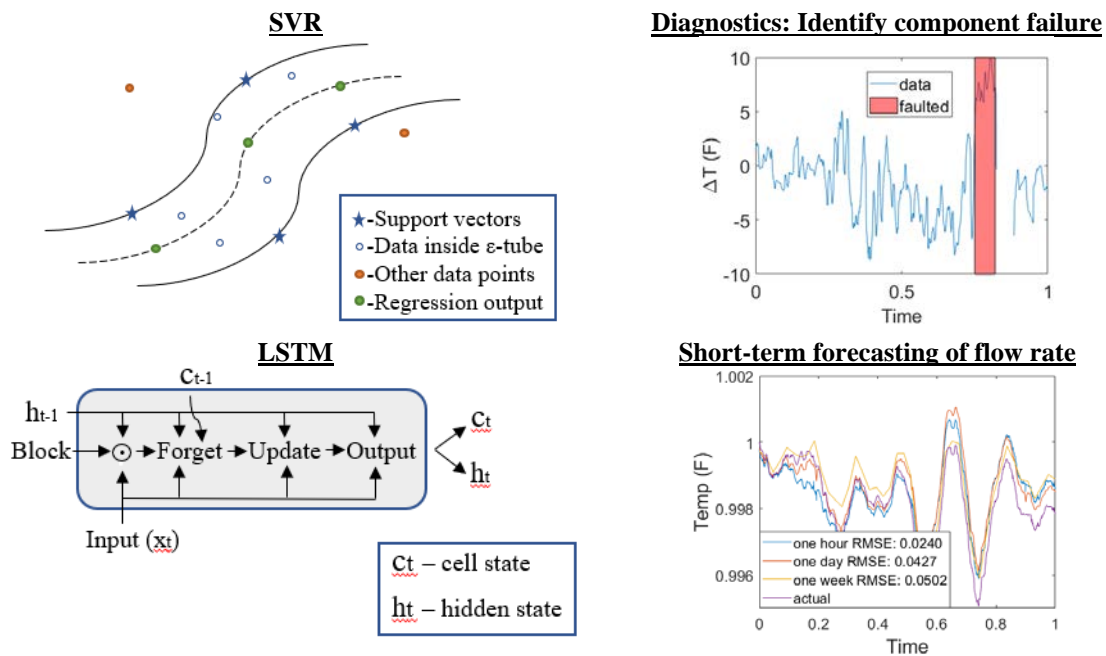 SVR
★-Support vectors
-Data inside ε-tube
-Other data points
-Regression output
Diagnostics: Identify component failure
10
5
0
-5
-10
ΔT (F)
data
faulted
0
0.5
1
Time
LSTM
ct-1
ht-1
Block
⊙
Forget
Update
Output
ct
ht
Input (xt)
ct – cell state
ht – hidden state
Short-term forecasting of flow rate
1.002
1
0.998
0.996
Temp (F)
one hour RMSE: 0.0240
one day RMSE: 0.0427
one week RMSE: 0.0502
actual
0
0.2
0.4
0.6
0.8
1
Time